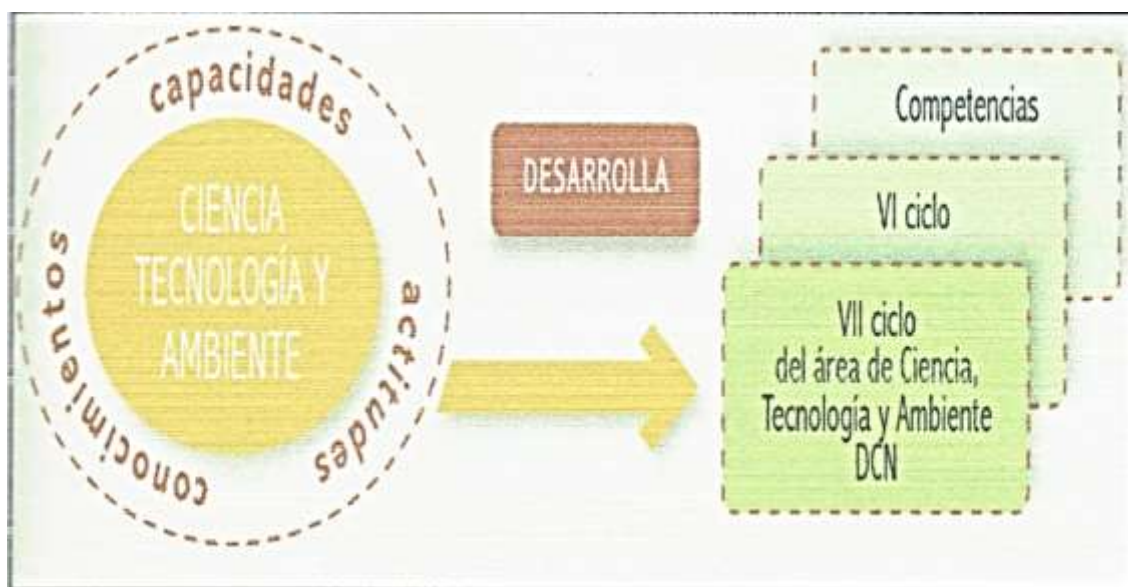 capacidades
conocimientos
actitudes
CIENCIA
TECNOLOGÍA Y
AMBIENTE
DESARROLLA
Competencias
VI ciclo
VII ciclo
del área de Ciencia,
Tecnología y Ambiente
DCN